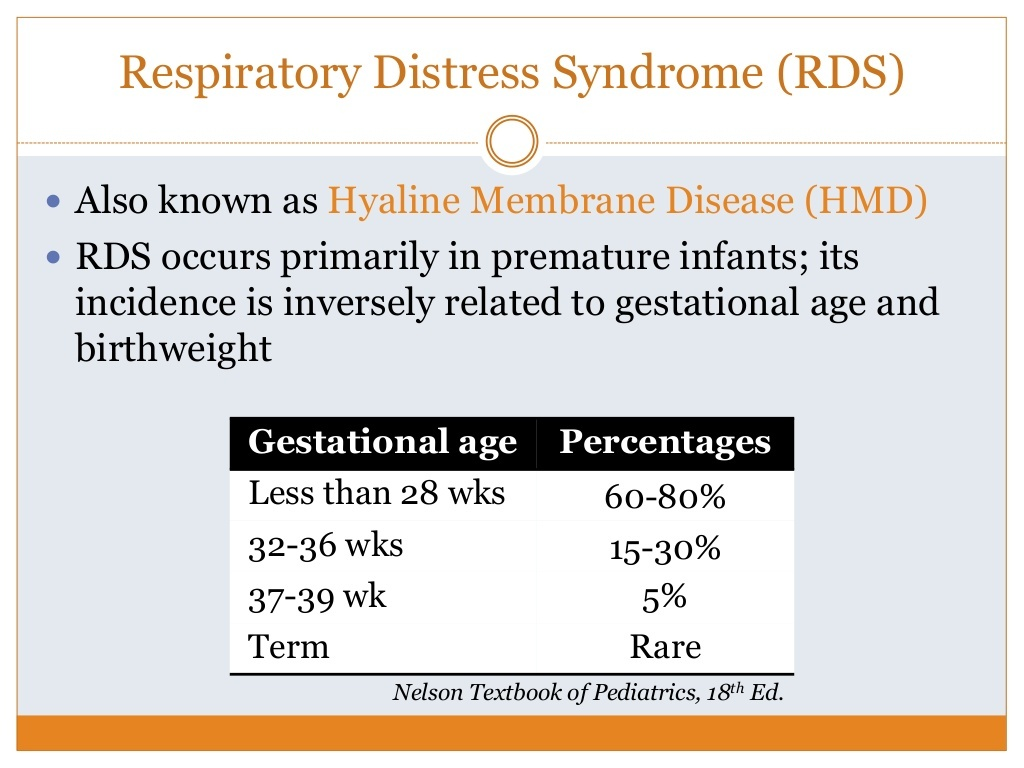 Respiratory Distress Syndrome (RDS)
• Also known as Hyaline Membrane Disease (HMD)
• RDS occurs primarily in premature infants; its
incidence is inversely related to gestational age and
birthweight
Gestational age Percentages
Less than 28 wks 60-80%
32-36 wks 15-30%
37-39 wk 5%
Term Rare
Nelson Textbook of Pediatrics, 18th Ed.